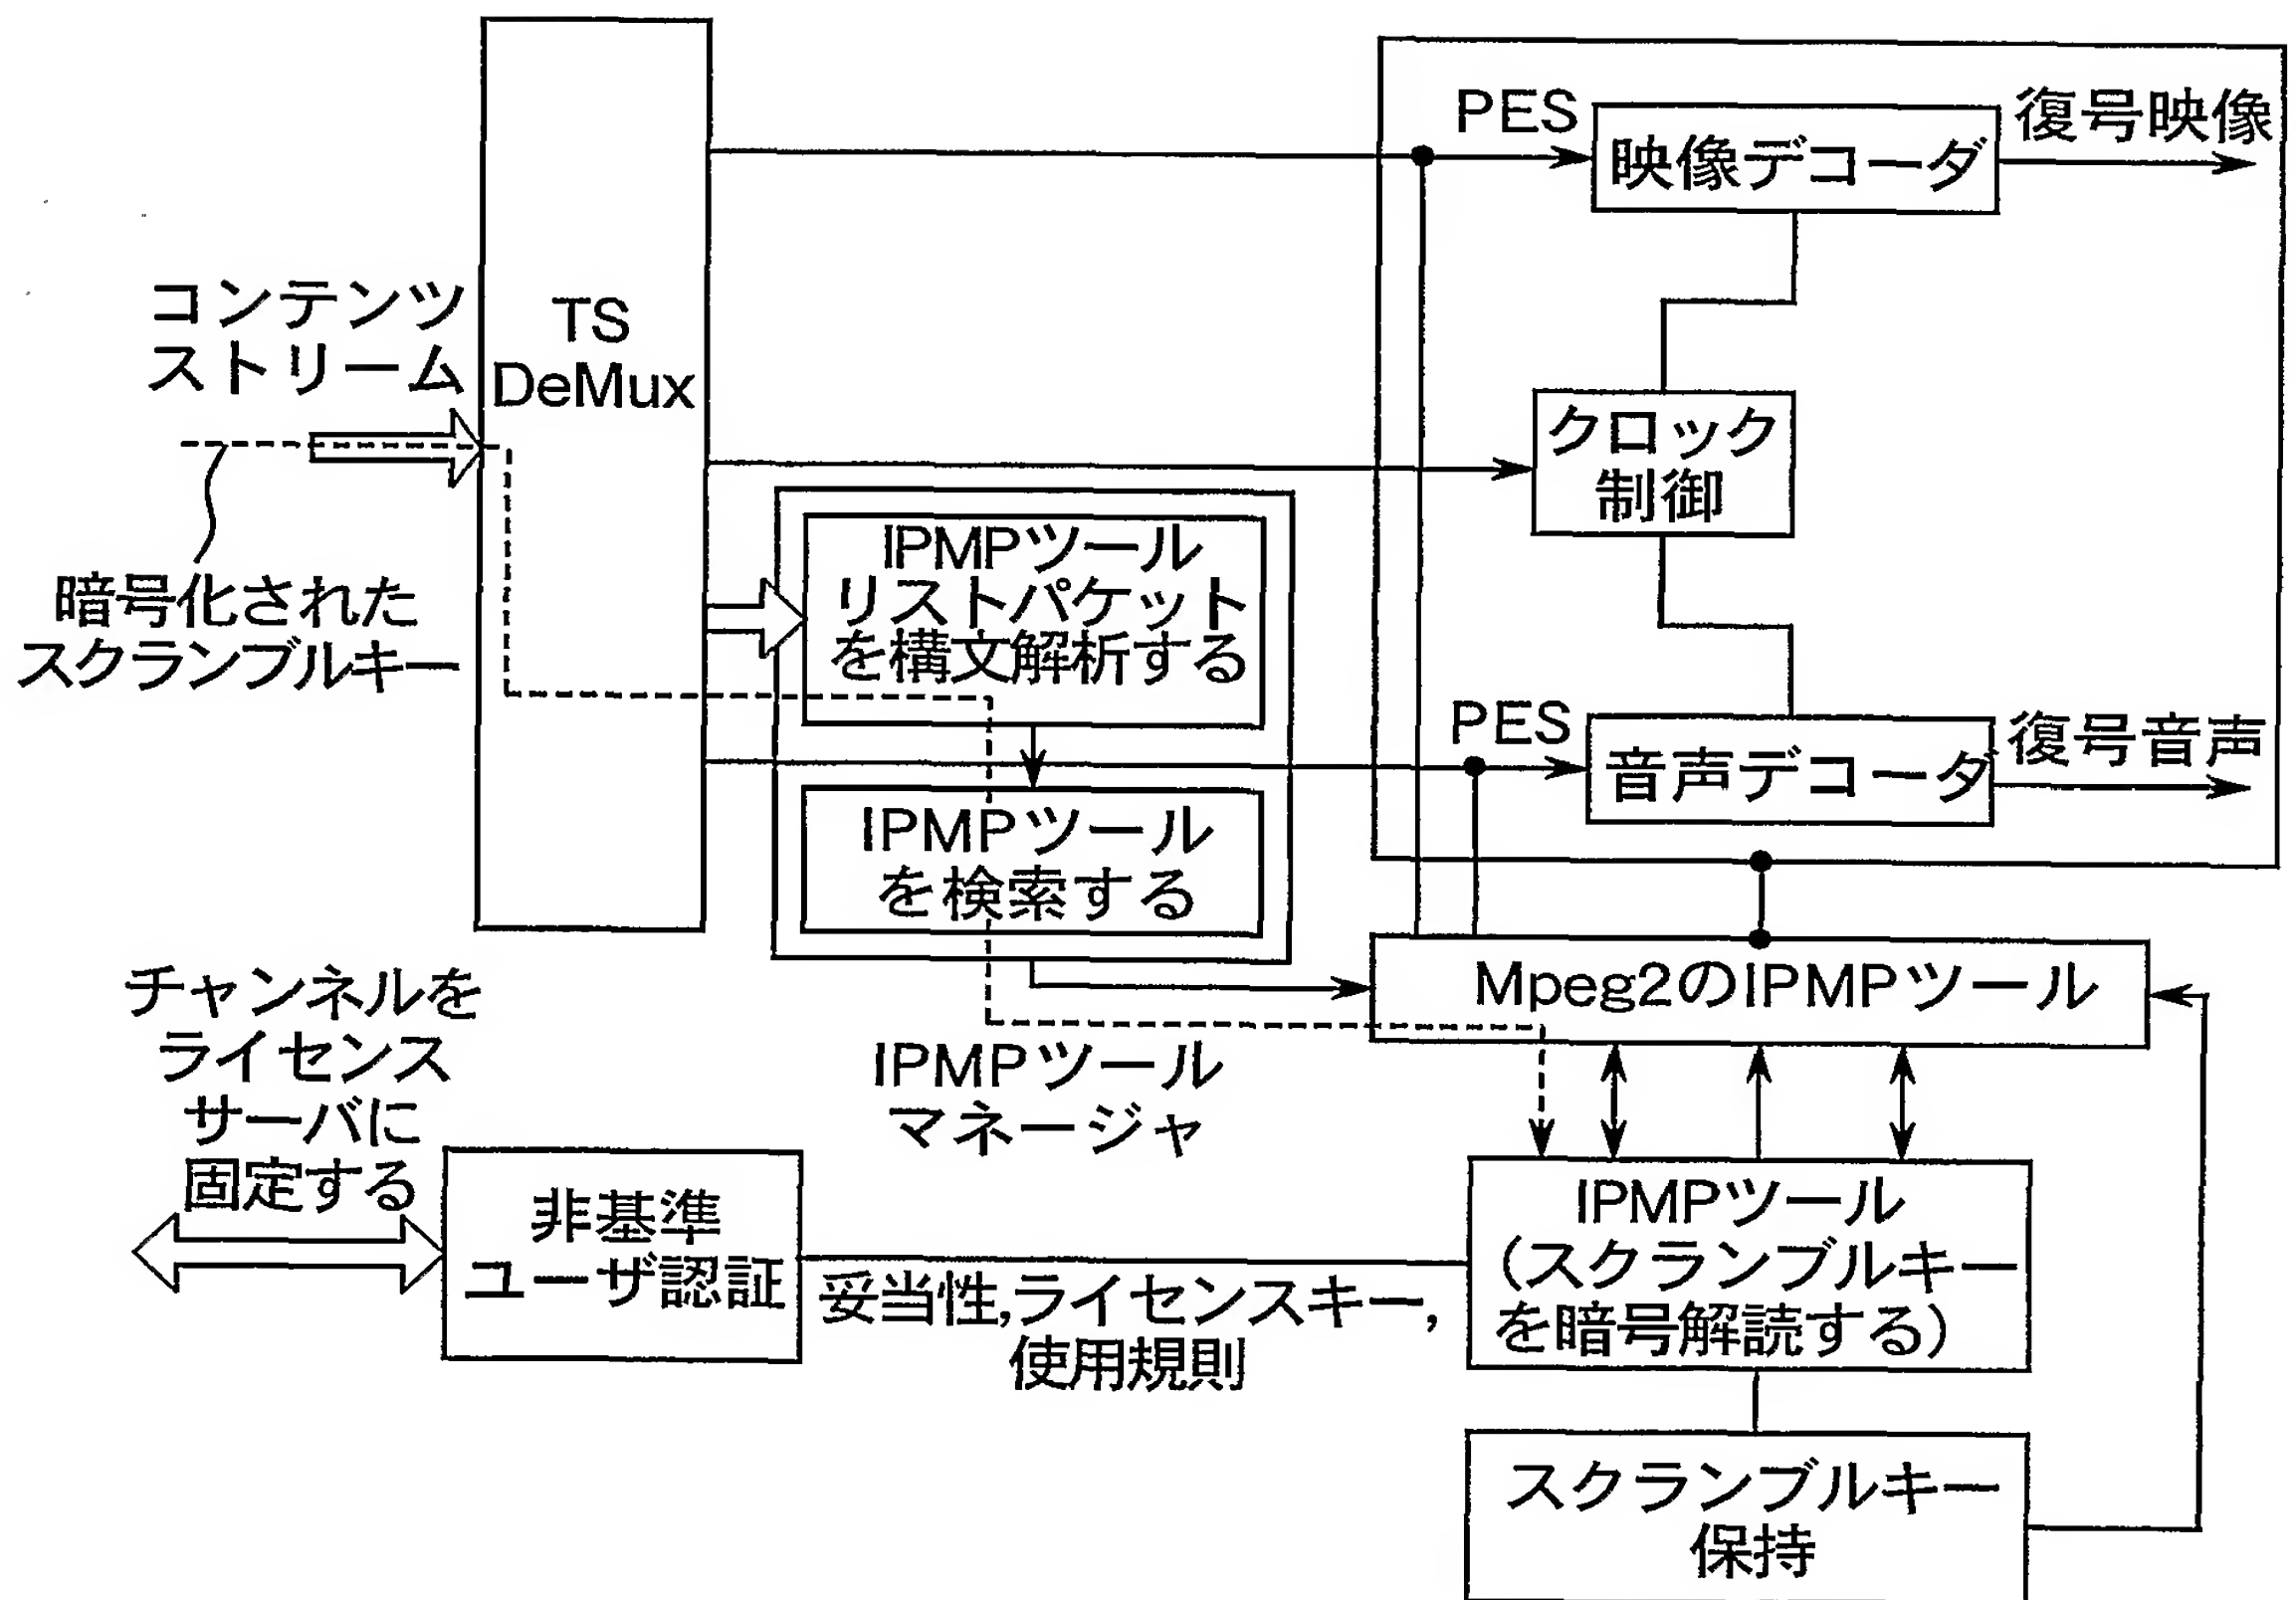 コンテンツ
ストリーム
暗号化された
スクランブルキー
TS
DeMux
PES
映像デコーダ
復号映像
クロック
制御
IPMPツール
リストパケット
を構文解析する
PES
音声デコーダ
復号音声
IPMPツール
を検索する
Mpeg2のIPMPツール
IPMPツール
マネージャ
チャンネルを
ライセンス
サーバに
固定する
非基準
ユーザ認証
妥当性,ライセンスキー,
使用規則
IPMPツール
(スクランブルキー
を暗号解読する)
スクランブルキー
保持